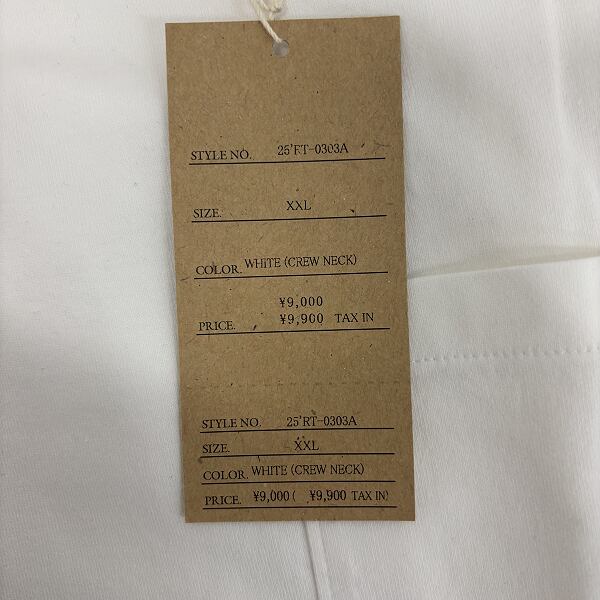 STYLE NO. 25'RT-0303A
SIZE. XXL
COLOR. WHITE (CREW NECK)
¥9,000
PRICE. ¥9,900 TAX IN
STYLE NO. 25'RT-0303A
SIZE. XXL
COLOR. WHITE (CREW NECK)
PRICE. ¥9,000 ( ¥9,900 TAX IN)